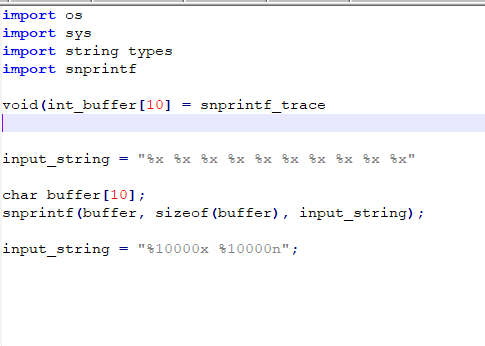 import os
import sys
import string types
import snprintf
void(int_buffer[10] = snprintf_trace
input_string = "%x %x %x %x %x %x %x %x %x %x"
char buffer[10];
snprintf(buffer, sizeof(buffer), input_string);
input_string = "%10000x %10000n";